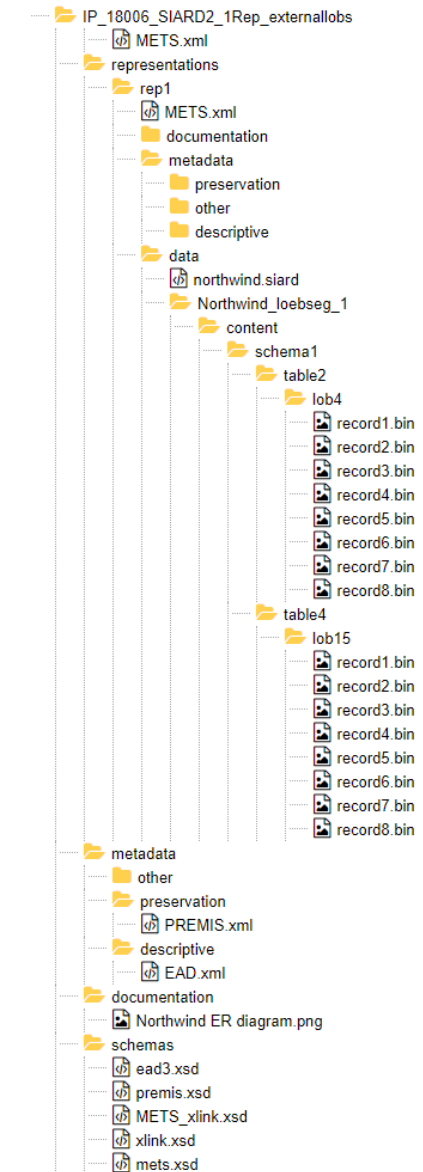 IP_18006_SIARD2_1Rep_externallobs
METS.xml
representations
rep1
METS.xml
documentation
metadata
preservation
other
descriptive
data
northwind.siard
Northwind_loebseg_1
content
schema1
table2
lob4
record1.bin
record2.bin
record3.bin
record4.bin
record5.bin
record6.bin
record7.bin
record8.bin
table4
lob15
record1.bin
record2.bin
record3.bin
record4.bin
record5.bin
record6.bin
record7.bin
record8.bin
metadata
other
preservation
PREMIS.xml
descriptive
EAD.xml
documentation
Northwind ER diagram.png
schemas
ead3.xsd
premis.xsd
METS_xlink.xsd
xlink.xsd
mets.xsd